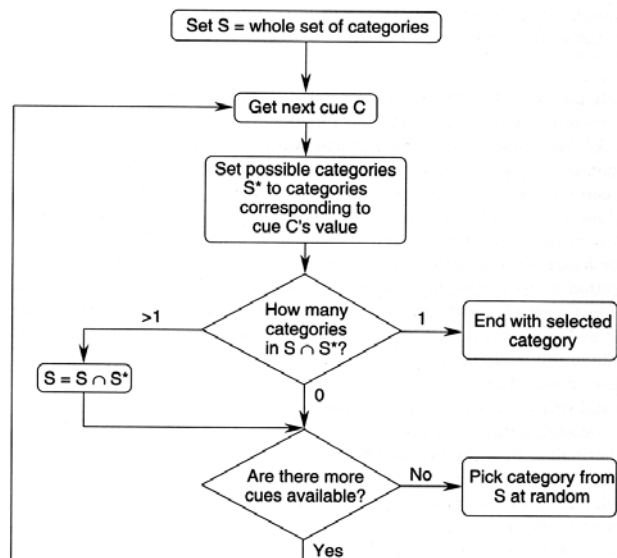 Set S = whole set of categories
Get next cue C
Set possible categories
S* to categories
corresponding to
cue C's value
How many
categories
in S ∩ S*?
>1
1
End with selected
category
S = S ∩ S*
0
Are there more
cues available?
No
Pick category from
S at random
Yes